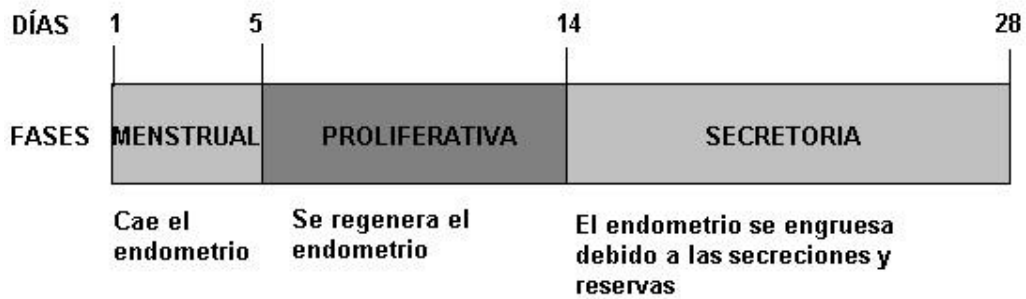 DÍAS 1 5 14 28
FASES MENSTRUAL PROLIFERATIVA SECRETORIA
Cae el
endometrio
Se regenera el
endometrio
El endometrio se engruesa
debido a las secreciones y
reservas